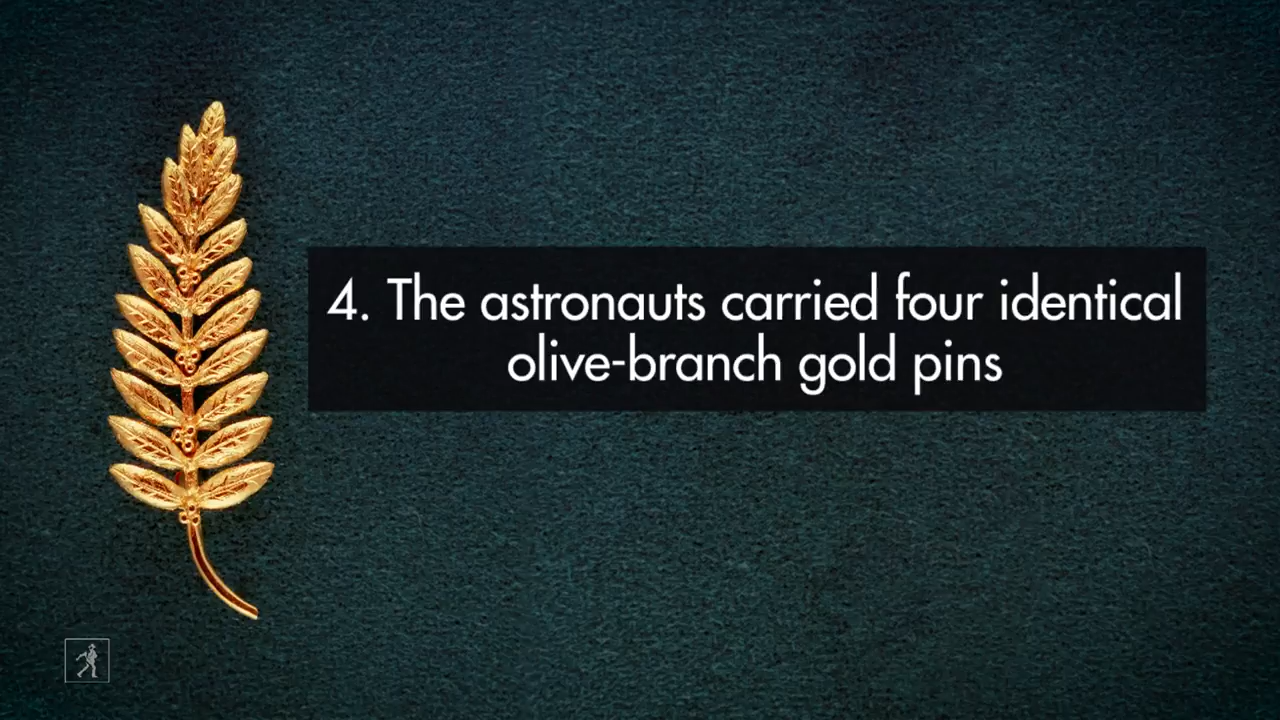 4. The astronauts carried four identical
olive-branch gold pins